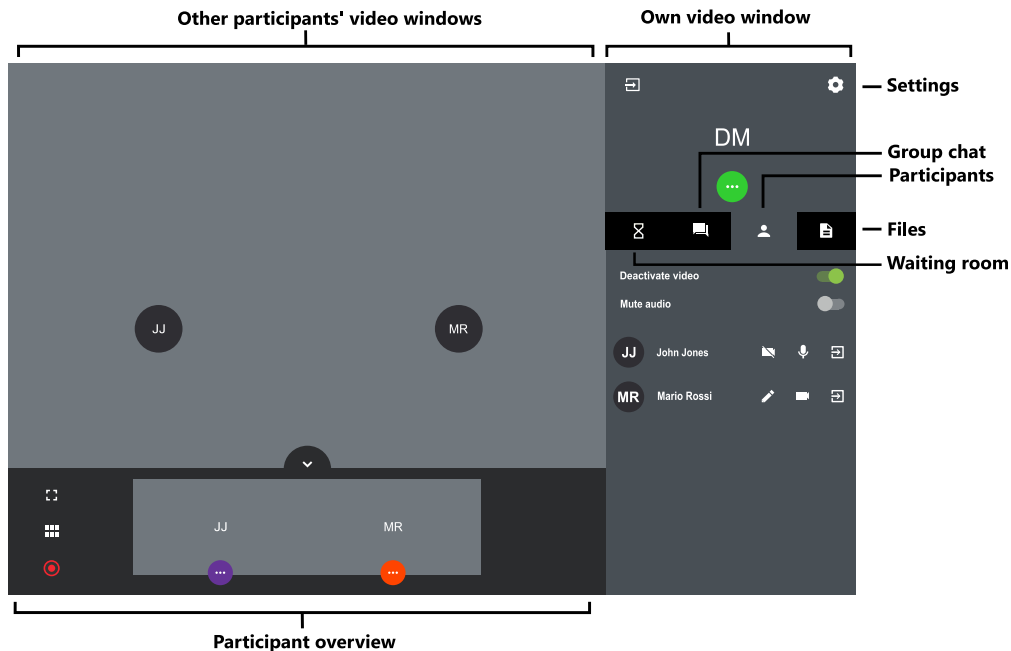 Other participants' video windows
Own video window
Settings
DM
Group chat
Participants
Files
Waiting room
Deactivate video
Mute audio
JJ
MR
JJ John Jones
MR Mario Rossi
JJ
MR
Participant overview